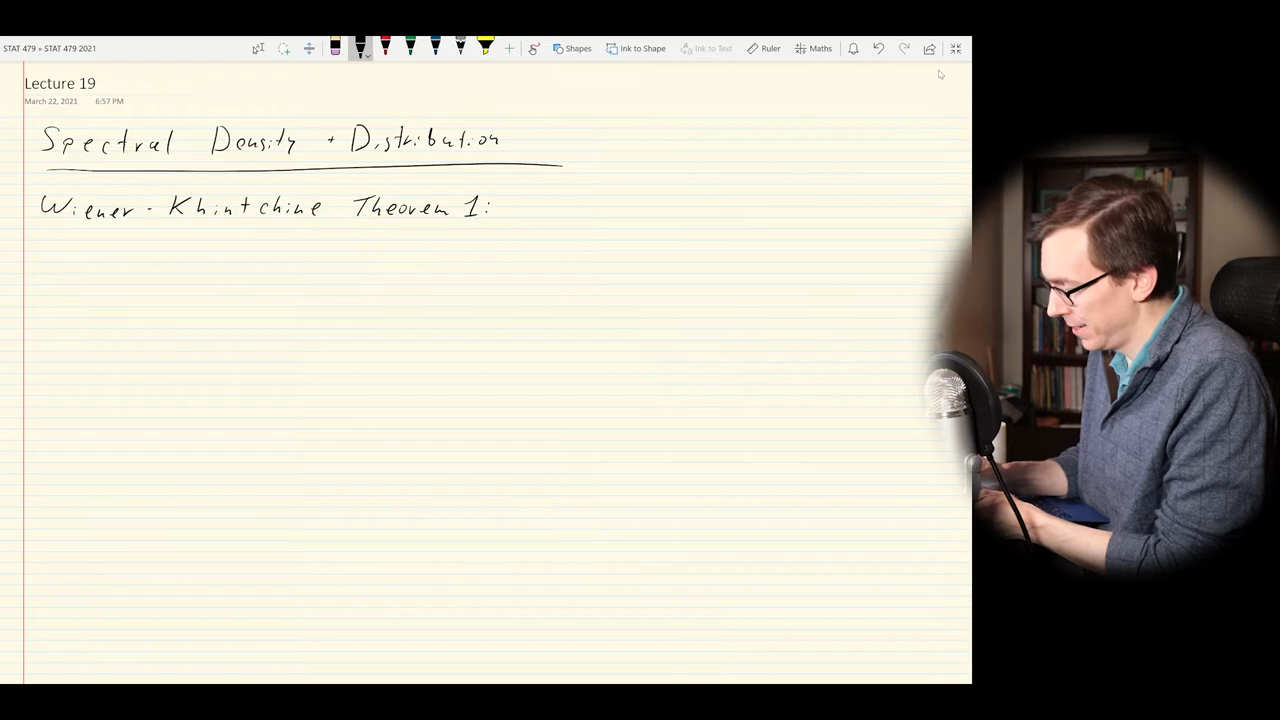 STAT 479 » STAT 479 2021
Shapes
Ink to Shape
Ink to Text
Ruler
Maths
Lecture 19
March 22, 2021 6:57 PM
Spectral Density + Distribution
Wiener - Khintchine Theorem 1: